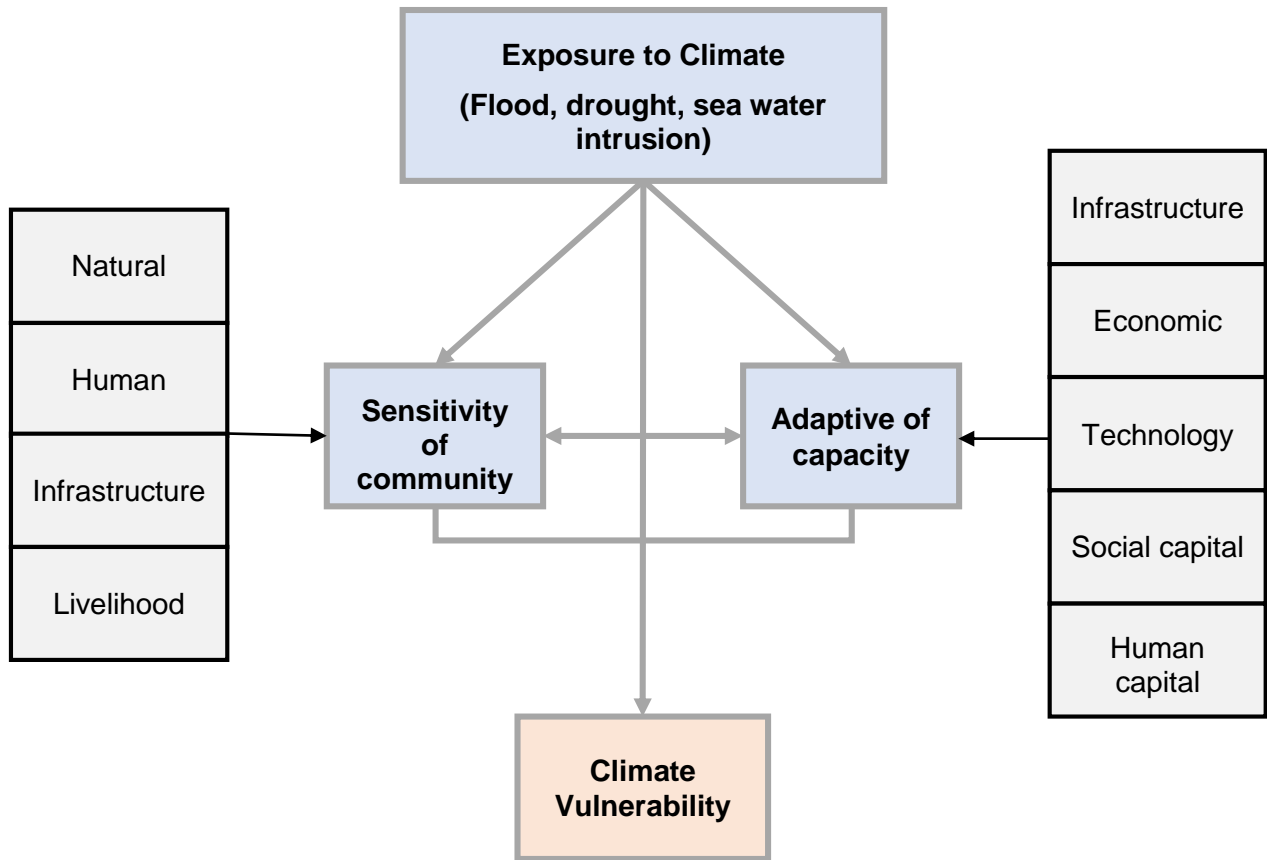 Exposure to Climate
(Flood, drought, sea water
intrusion)
Natural
Human
Infrastructure
Livelihood
Sensitivity
of
community
Adaptive of
capacity
Infrastructure
Economic
Technology
Social capital
Human
capital
Climate
Vulnerability